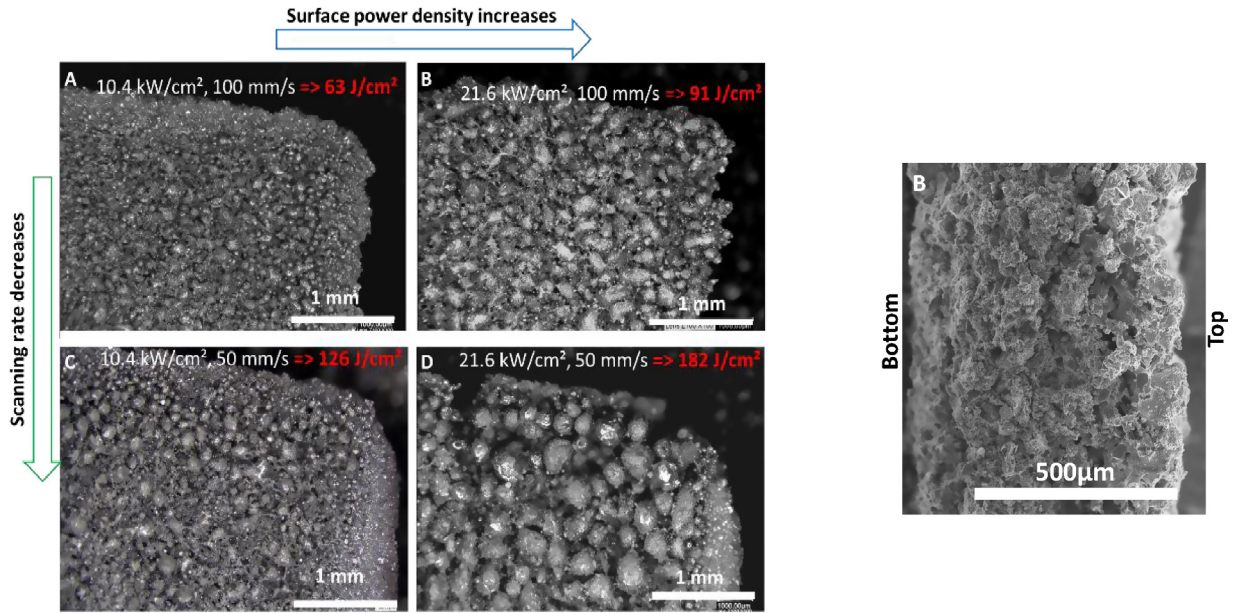 Surface power density increases
Scanning rate decreases
A
10.4 kW/cm², 100 mm/s => 63 J/cm²
1 mm
B
21.6 kW/cm², 100 mm/s => 91 J/cm²
1 mm
C
10.4 kW/cm², 50 mm/s => 126 J/cm²
1 mm
D
21.6 kW/cm², 50 mm/s => 182 J/cm²
1 mm
1000.00µm
B
Bottom
Top
500µm